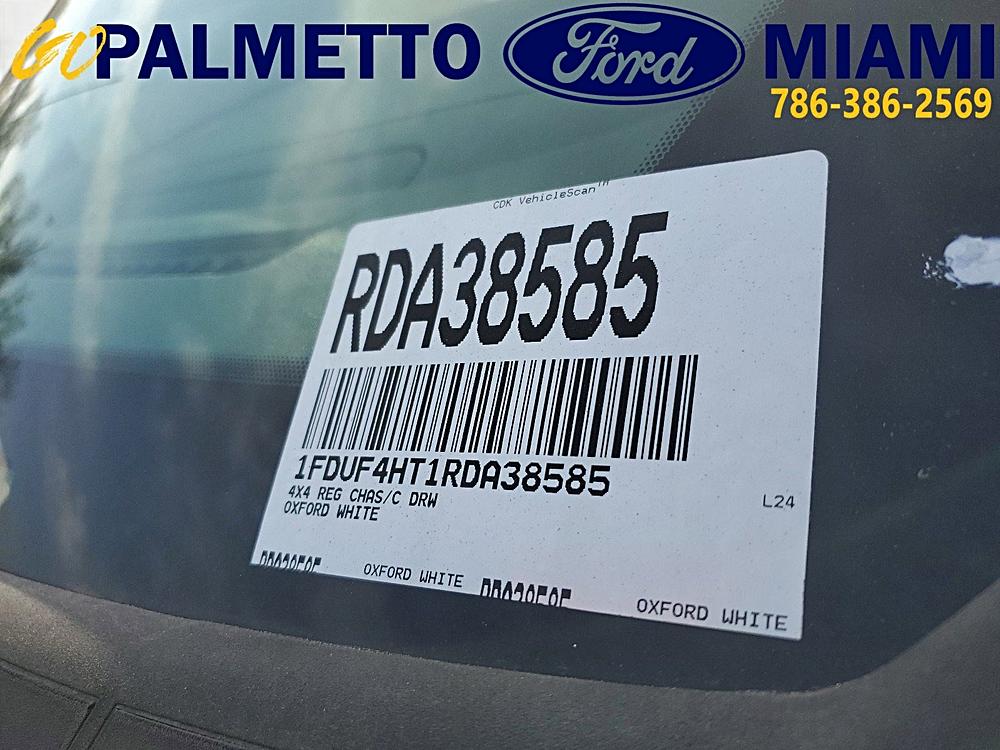 GO PALMETTO Ford MIAMI
786-386-2569
CDK VehicleScan™
RDA38585
1FDUF4HT1RDA38585
4X4 REG CHAS/C DRW
L24
OXFORD WHITE
OXFORD WHITE
OXFORD WHITE